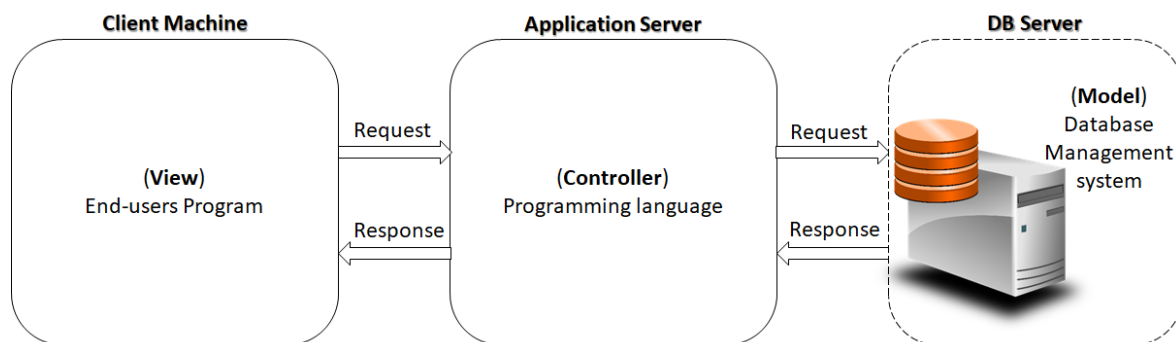 Client Machine
Application Server
DB Server
(View)
End-users Program
Request
Response
(Controller)
Programming language
Request
Response
(Model)
Database
Management
system